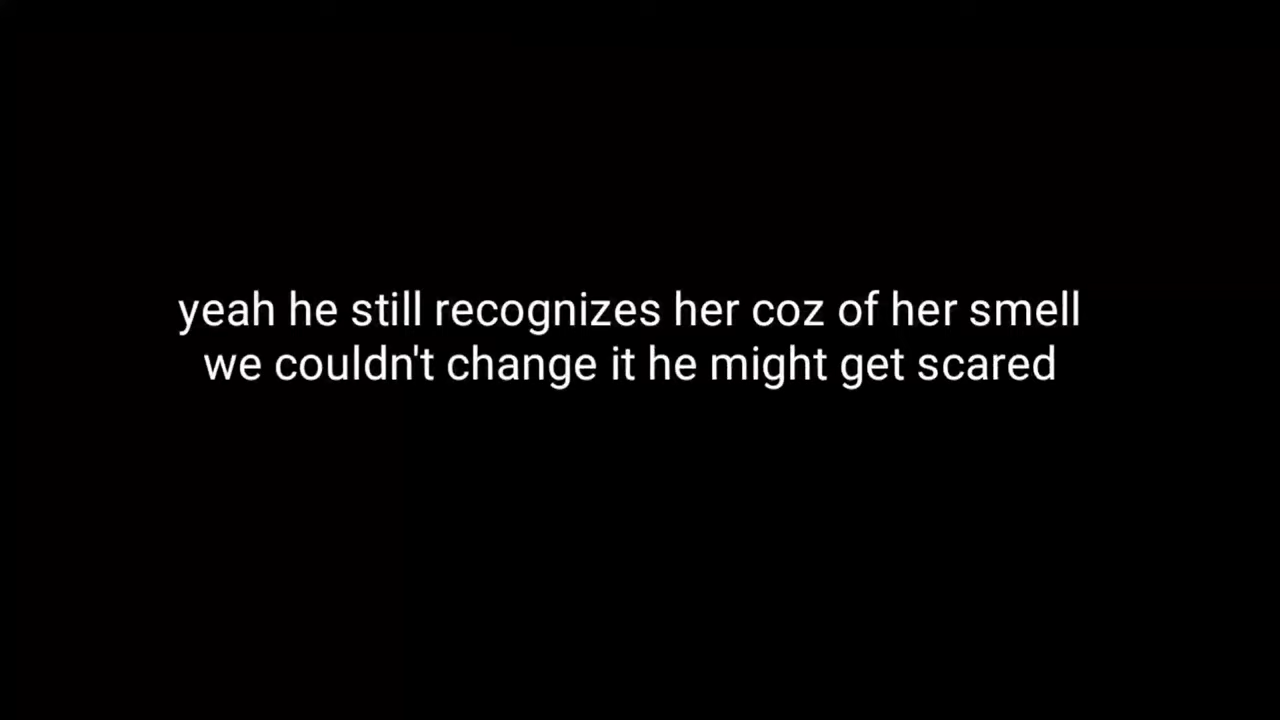 yeah he still recognizes her coz of her smell
we couldn't change it he might get scared